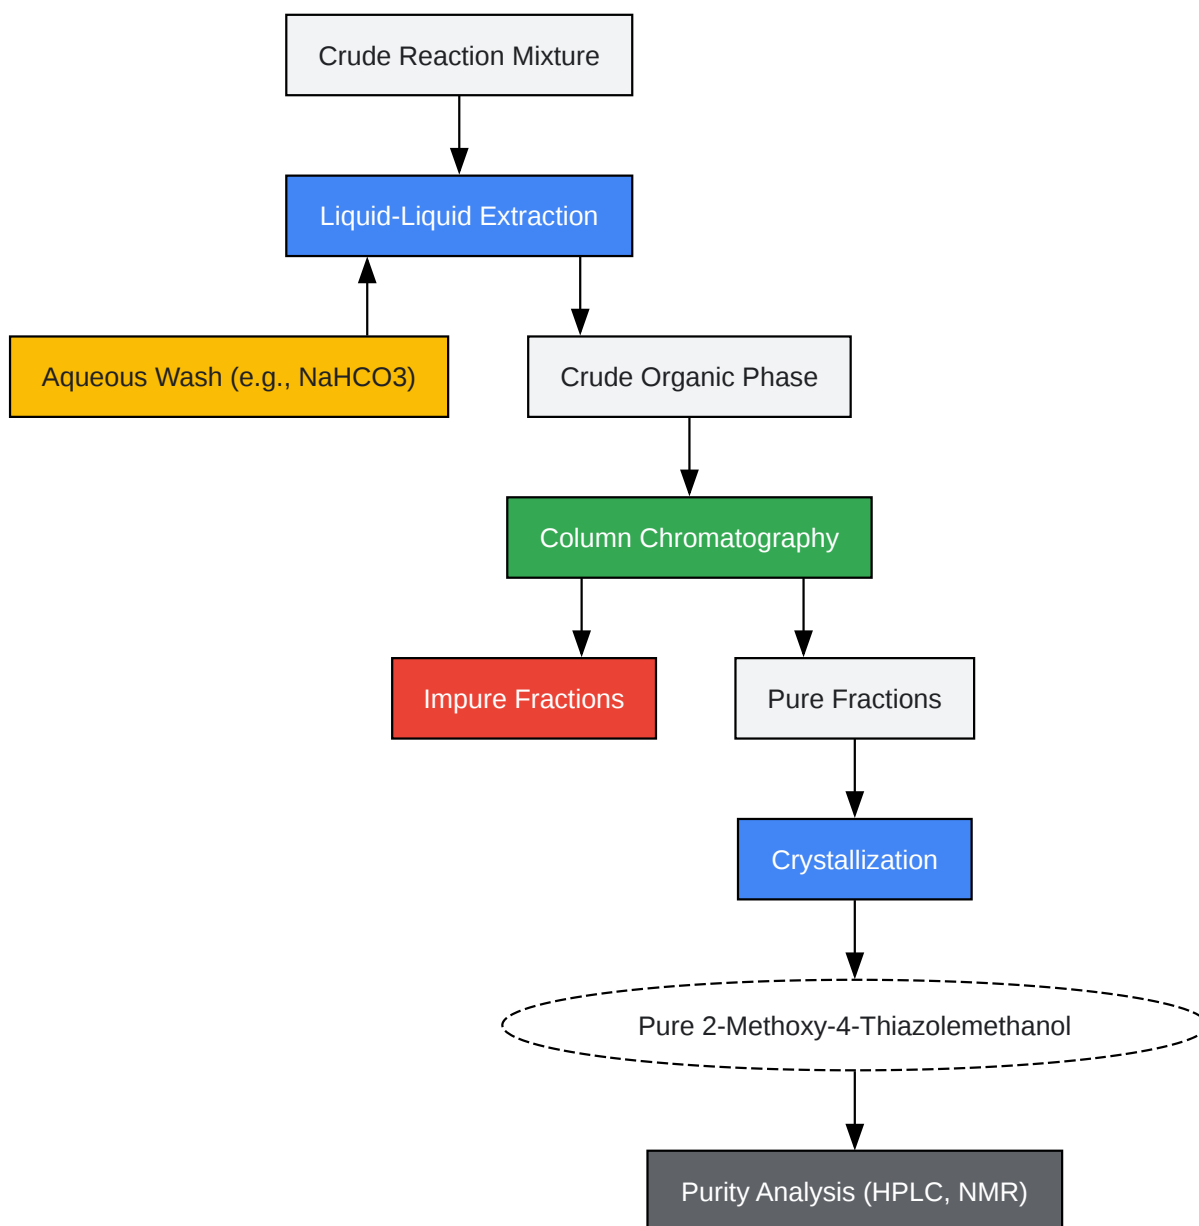 Crude Reaction Mixture
Liquid-Liquid Extraction
Aqueous Wash (e.g., NaHCO3)
Crude Organic Phase
Column Chromatography
Impure Fractions
Pure Fractions
Crystallization
Pure 2-Methoxy-4-Thiazolemethanol
Purity Analysis (HPLC, NMR)